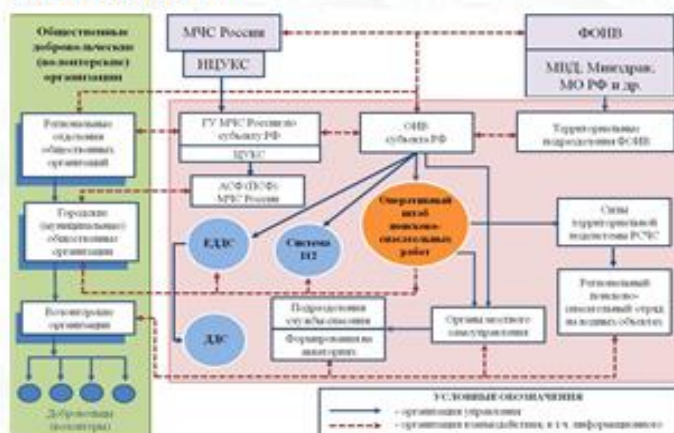 Общественные
добровольческие
(волонтерские)
организации
МЧС России
НЦУКС
ФОИВ
МВД, Минздрав,
МО РФ и др.
Региональные
отделения
общественных
организаций
ГУ МЧС России по
субъекту РФ
ЦУКС
ОИВ
субъекта РФ
Территориальные
подразделения ФОИВ
АСФ (ПСФ)
МЧС России
Городские
(муниципальные)
общественные
организации
ЕДДС
Система
112
Оперативный
штаб
поисково-
спасательных
работ
Силы
территориальной
подсистемы РСЧС
Волонтерские
организации
ДДС
Подразделения
службы спасения
Формирования на
акваториях
Органы местного
самоуправления
Региональный
поисково-
спасательный отряд
на водных объектах
Добровольцы
(волонтеры)
УСЛОВНЫЕ ОБОЗНАЧЕНИЯ
- организация управления
- организация взаимодействия, в т.ч. информационного